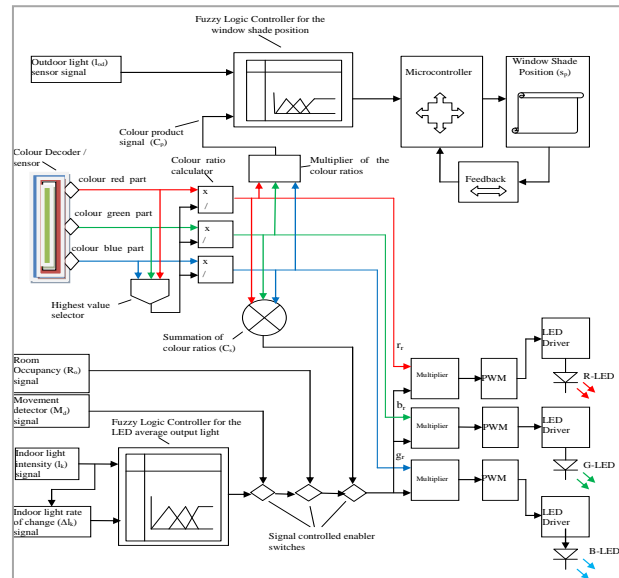 Fuzzy Logic Controller for the
window shade position
Outdoor light (Iod)
sensor signal
Microcontroller
Window Shade
Position (sp)
Colour product
signal (Cp)
Feedback
Colour Decoder /
sensor
Colour ratio
calculator
Multiplier of the
colour ratios
colour red part
x
/
colour green part
x
/
colour blue part
x
/
Highest value
selector
Summation of
colour ratios (Cs)
rr
LED
Driver
Multiplier
PWM
R-LED
Room
Occupancy (Ro)
signal
Movement
detector (Md)
signal
Fuzzy Logic Controller for the
LED average output light
br
Multiplier
PWM
LED
Driver
G-LED
Indoor light
intensity (Ik)
signal
gr
Multiplier
PWM
Indoor light rate
of change (ΔIk)
signal
Signal controlled enabler
switches
LED
Driver
B-LED